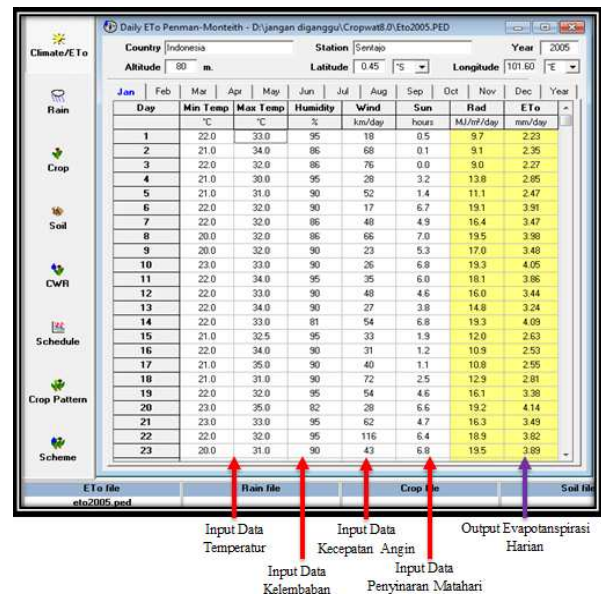 Daily ETo Penman-Monteith - D:\jangan diganggu\Cropwat8.0\Eto2005.PED
Country Indonesia Station Sentajo Year 2005
Altitude 80 m. Latitude 0.45 °S Longitude 101.60 °E
Climate/ETo
Rain
Crop
Soil
CWR
Schedule
Crop Pattern
Scheme
Jan Feb Mar Apr May Jun Jul Aug Sep Oct Nov Dec Year
Day Min Temp Max Temp Humidity Wind Sun Rad ETo
°C °C % km/day hours MJ/m²/day mm/day
1 22.0 33.0 95 18 0.5 9.7 2.23
2 21.0 34.0 86 68 0.1 9.1 2.35
3 22.0 32.0 86 76 0.0 9.0 2.27
4 21.0 30.0 95 28 3.2 13.8 2.85
5 21.0 31.0 90 52 1.4 11.1 2.47
6 22.0 32.0 90 17 6.7 19.1 3.91
7 22.0 32.0 86 48 4.9 16.4 3.47
8 20.0 32.0 86 66 7.0 19.5 3.98
9 20.0 32.0 90 23 5.3 17.0 3.48
10 23.0 33.0 90 26 6.8 19.3 4.05
11 22.0 34.0 95 35 6.0 18.1 3.86
12 22.0 33.0 90 48 4.6 16.0 3.44
13 22.0 34.0 90 27 3.8 14.8 3.24
14 22.0 33.0 81 54 6.8 19.3 4.09
15 21.0 32.5 95 33 1.9 12.0 2.63
16 22.0 34.0 90 31 1.2 10.9 2.53
17 21.0 35.0 90 40 1.1 10.8 2.55
18 21.0 31.0 90 72 2.5 12.9 2.81
19 22.0 32.0 95 54 4.6 16.1 3.38
20 23.0 35.0 82 28 6.6 19.2 4.14
21 23.0 33.0 95 62 4.7 16.3 3.49
22 22.0 32.0 95 116 6.4 18.9 3.82
23 20.0 31.0 90 43 6.8 19.5 3.89
ETo file Rain file Crop file Soil file
eto2005.ped
Input Data Temperatur
Input Data Kelembaban
Input Data Kecepatan Angin
Input Data Penyinaran Matahari
Output Evapotanspirasi Harian